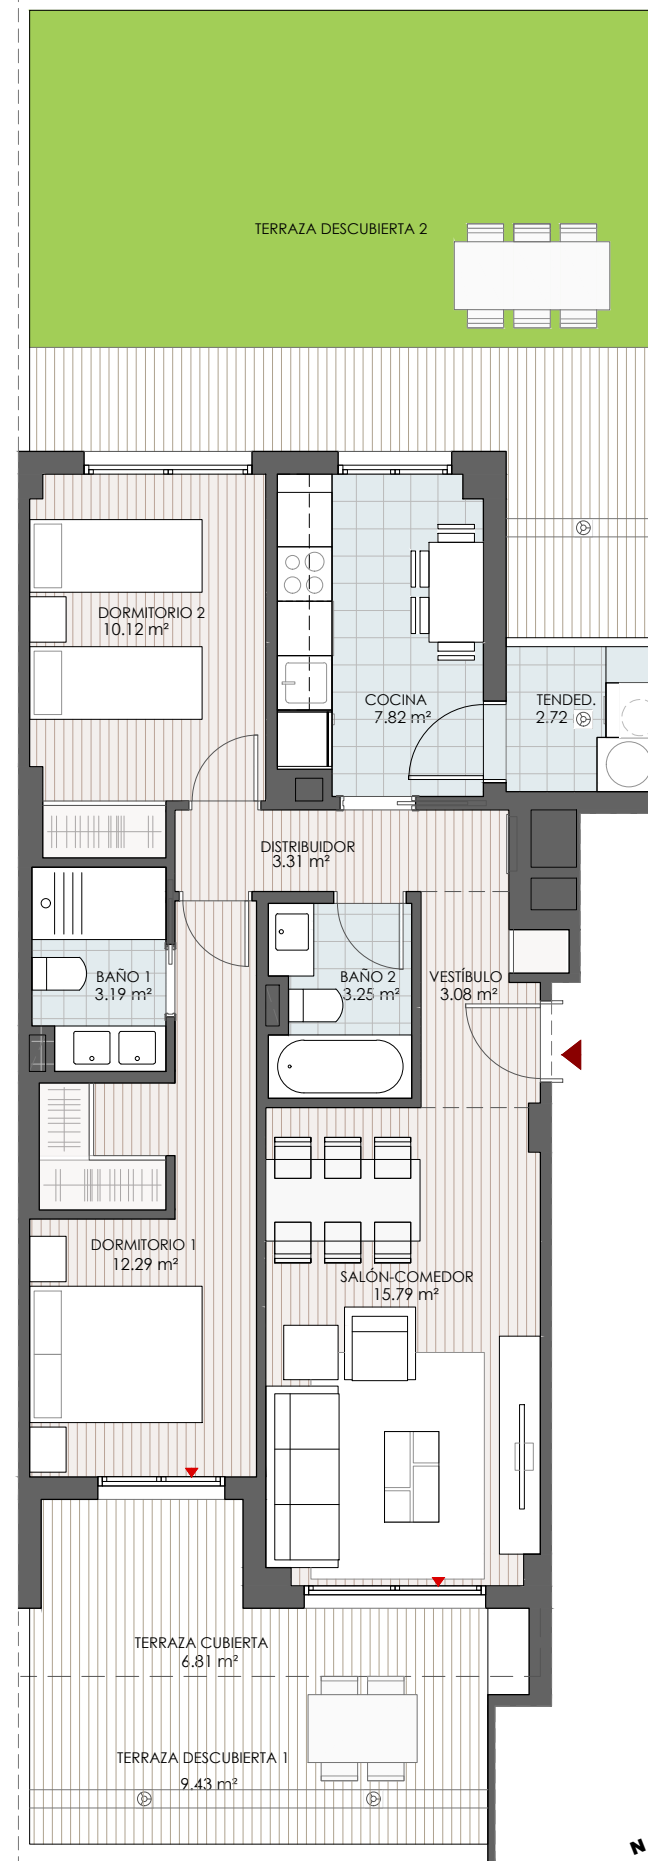 TERRAZA DESCUBIERTA 2
DORMITORIO 2
10.12 m²
COCINA
7.82 m²
TENDED.
2.72
DISTRIBUIDOR
3.31 m²
BAÑO 1
3.19 m²
BAÑO 2
3.25 m²
VESTÍBULO
3.08 m²
DORMITORIO 1
12.29 m²
SALÓN-COMEDOR
15.79 m²
TERRAZA CUBIERTA
6.81 m²
TERRAZA DESCUBIERTA 1
9.43 m²
N